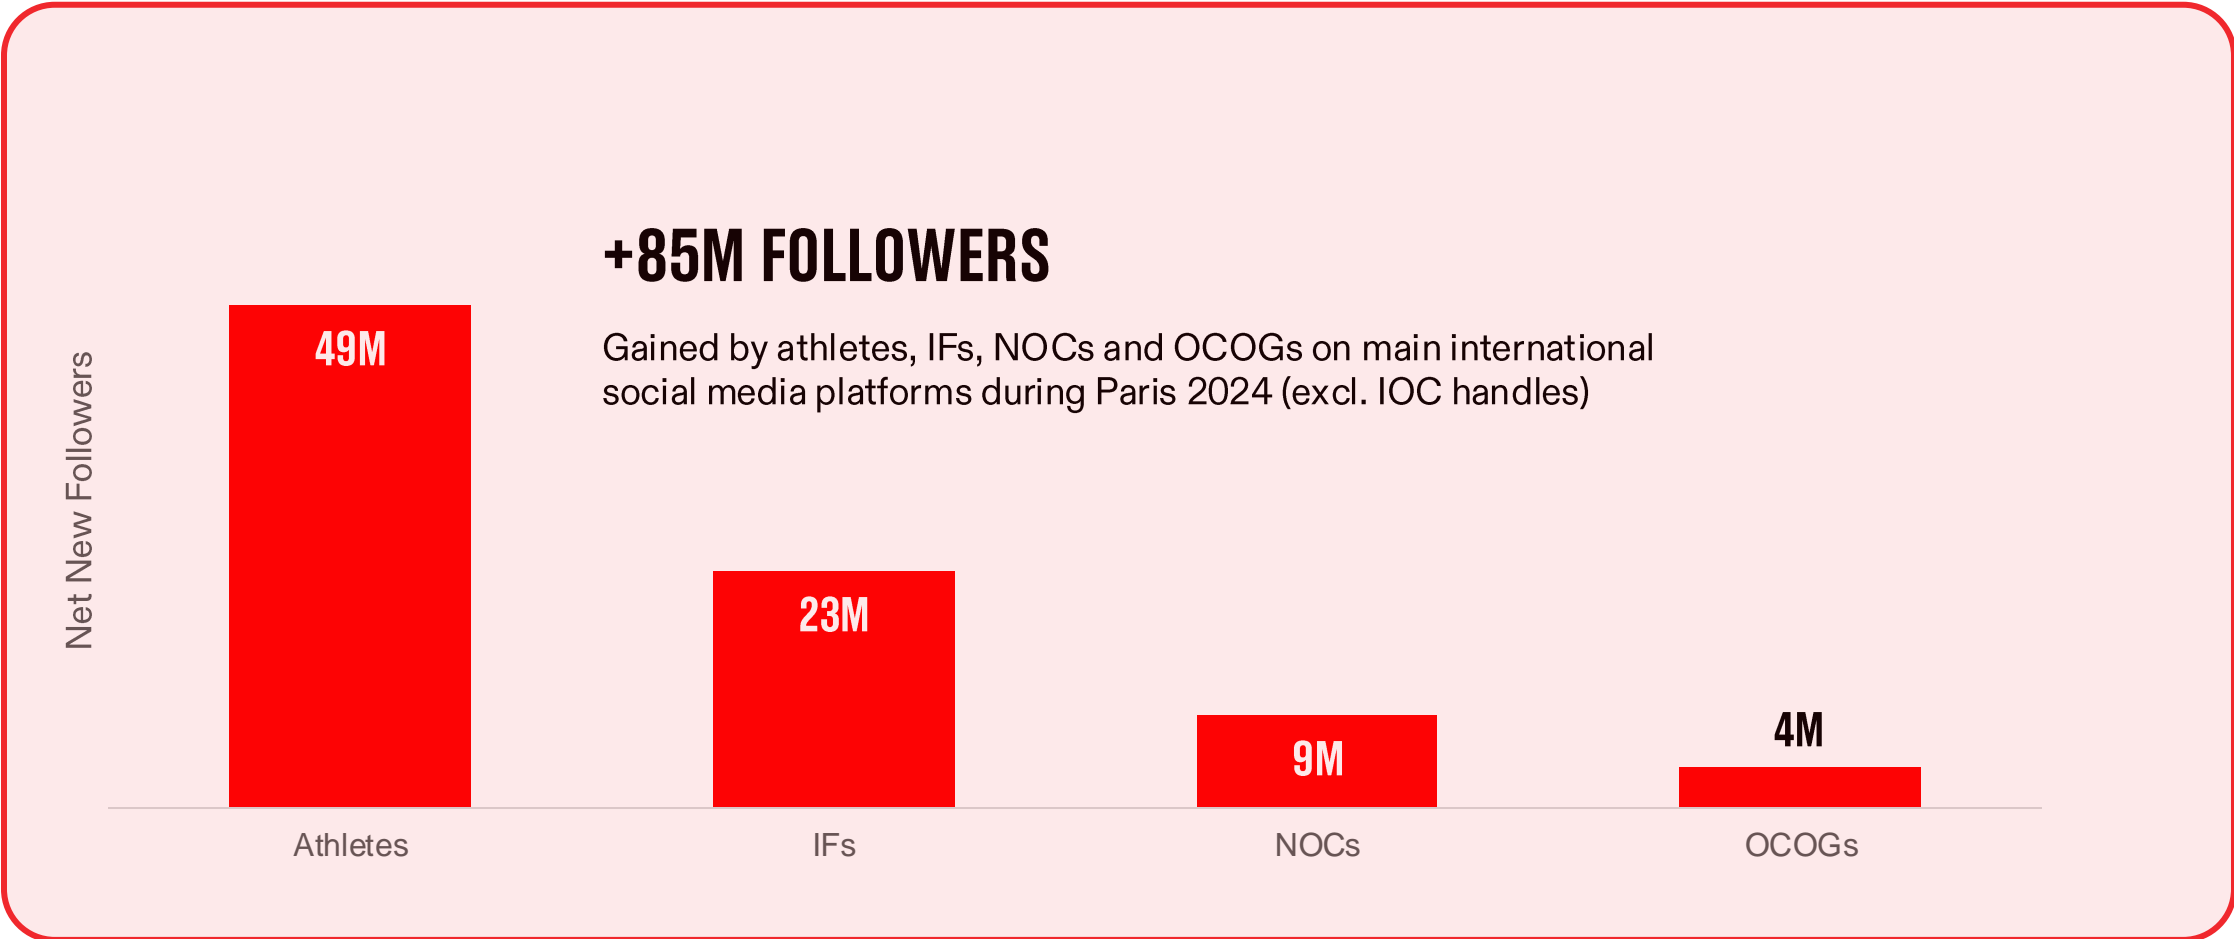 +85M FOLLOWERS
Gained by athletes, IFs, NOCs and OCOGs on main international
social media platforms during Paris 2024 (excl. IOC handles)
Net New Followers
49M
23M
9M
4M
Athletes
IFs
NOCs
OCOGs